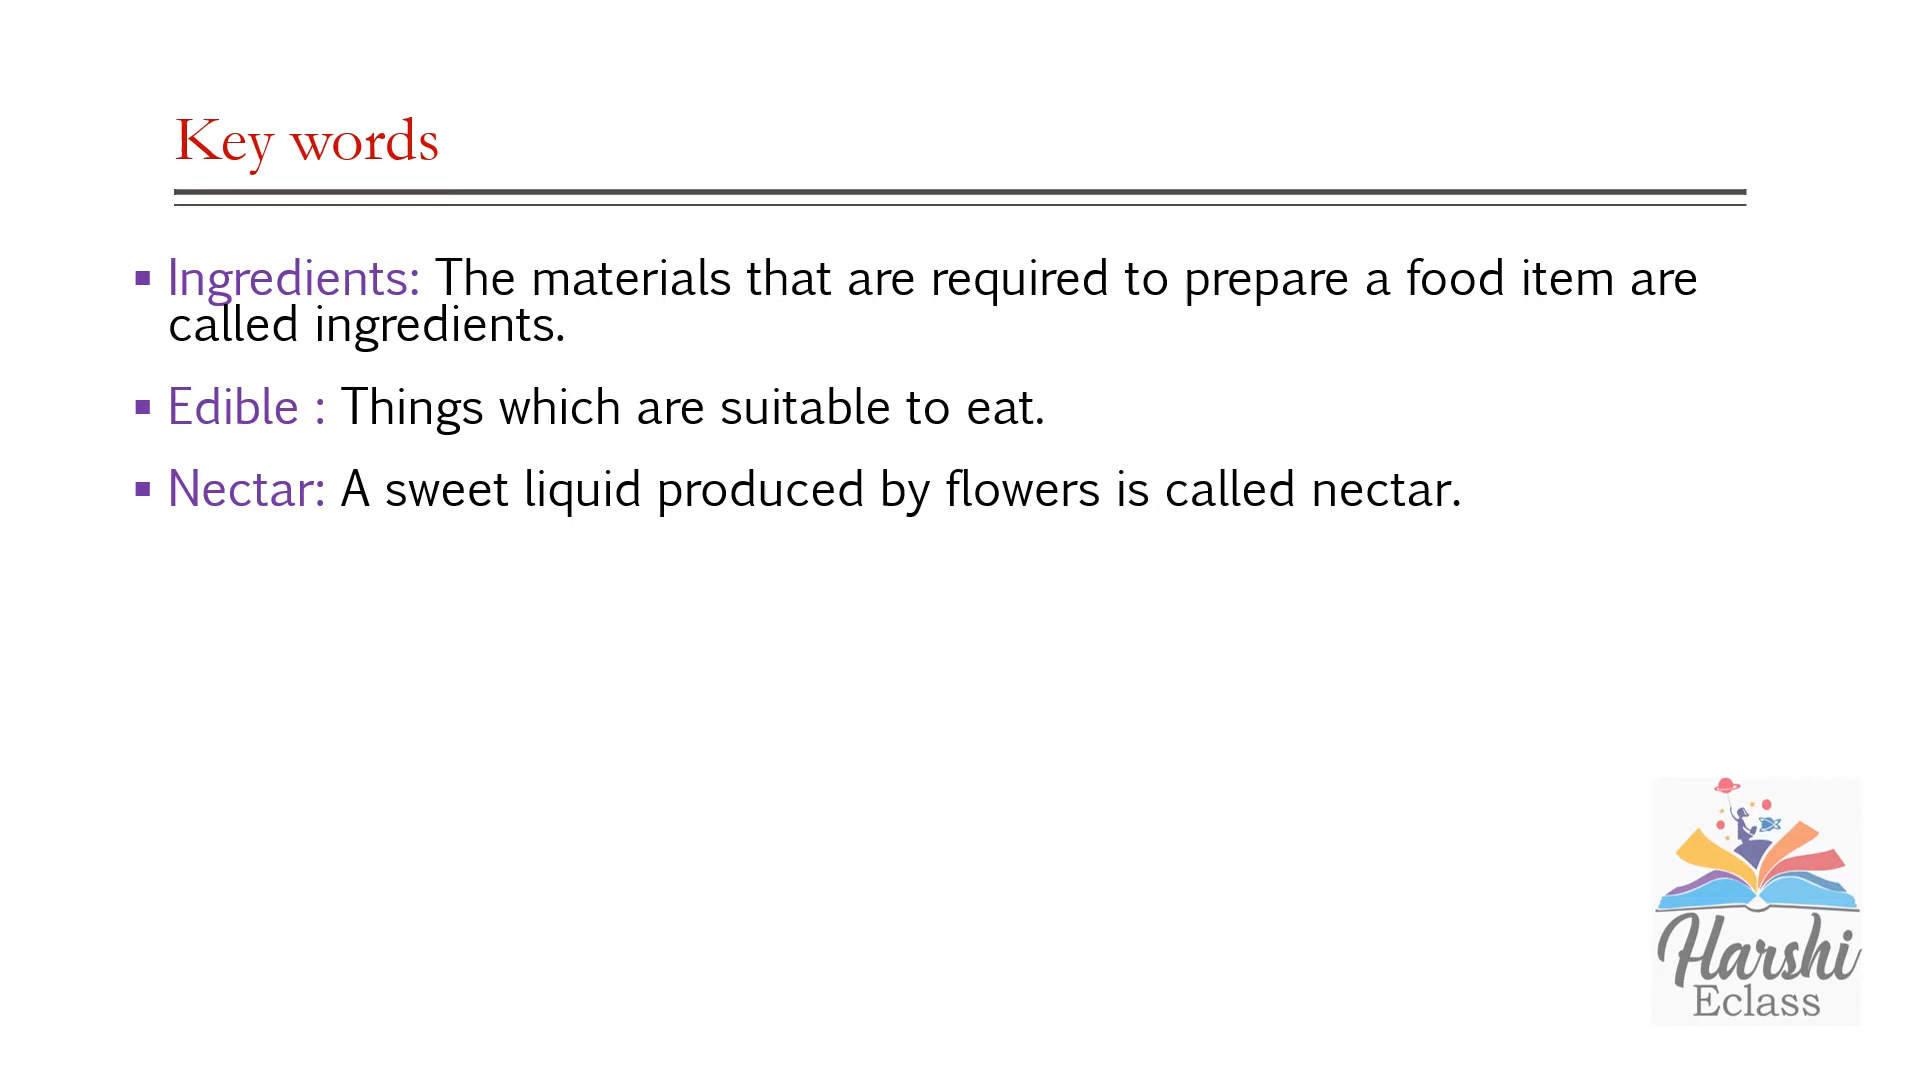 Key words
▪ Ingredients: The materials that are required to prepare a food item are
called ingredients.
▪ Edible : Things which are suitable to eat.
▪ Nectar: A sweet liquid produced by flowers is called nectar.
Harshi
Eclass